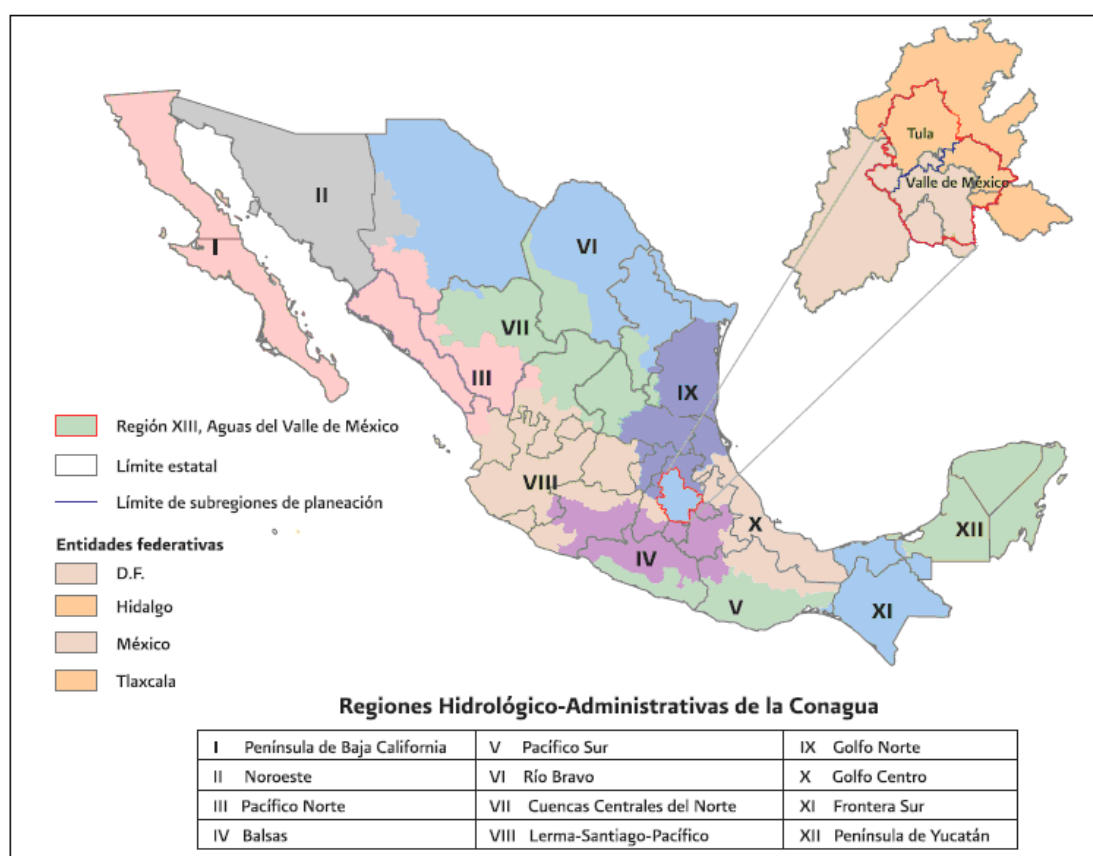 Tula
Valle de México
I
II
VI
VII
III
IX
VIII
X
IV
V
XII
XI
Región XIII, Aguas del Valle de México
Límite estatal
Límite de subregiones de planeación
Entidades federativas
D.F.
Hidalgo
México
Tlaxcala
Regiones Hidrológico-Administrativas de la Conagua
I Península de Baja California V Pacífico Sur IX Golfo Norte
II Noroeste VI Río Bravo X Golfo Centro
III Pacífico Norte VII Cuencas Centrales del Norte XI Frontera Sur
IV Balsas VIII Lerma-Santiago-Pacífico XII Península de Yucatán